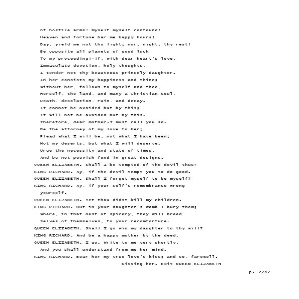 Of hostile arms! Myself myself confound!
Heaven and fortune bar me happy hours!
Day, yield me not thy light; nor, night, thy rest!
Be opposite all planets of good luck
To my proceeding!—if, with dear heart's love,
Immaculate devotion, holy thoughts,
I tender not thy beauteous princely daughter.
In her consists my happiness and thine;
Without her, follows to myself and thee,
Herself, the land, and many a Christian soul,
Death, desolation, ruin, and decay.
It cannot be avoided but by this;
It will not be avoided but by this.
Therefore, dear mother—I must call you so—
Be the attorney of my love to her;
Plead what I will be, not what I have been;
Not my deserts, but what I will deserve.
Urge the necessity and state of times,
And be not peevish-fond in great designs.
QUEEN ELIZABETH. Shall I be tempted of the devil thus?
KING RICHARD. Ay, if the devil tempt you to do good.
QUEEN ELIZABETH. Shall I forget myself to be myself?
KING RICHARD. Ay, if your self's remembrance wrong
yourself.
QUEEN ELIZABETH. Yet thou didst kill my children.
KING RICHARD. But in your daughter's womb I bury them;
Where, in that nest of spicery, they will breed
Selves of themselves, to your recomforture.
QUEEN ELIZABETH. Shall I go win my daughter to thy will?
KING RICHARD. And be a happy mother by the deed.
QUEEN ELIZABETH. I go. Write to me very shortly,
And you shall understand from me her mind.
KING RICHARD. Bear her my true love's kiss; and so, farewell.
Kissing her. Exit QUEEN ELIZABETH